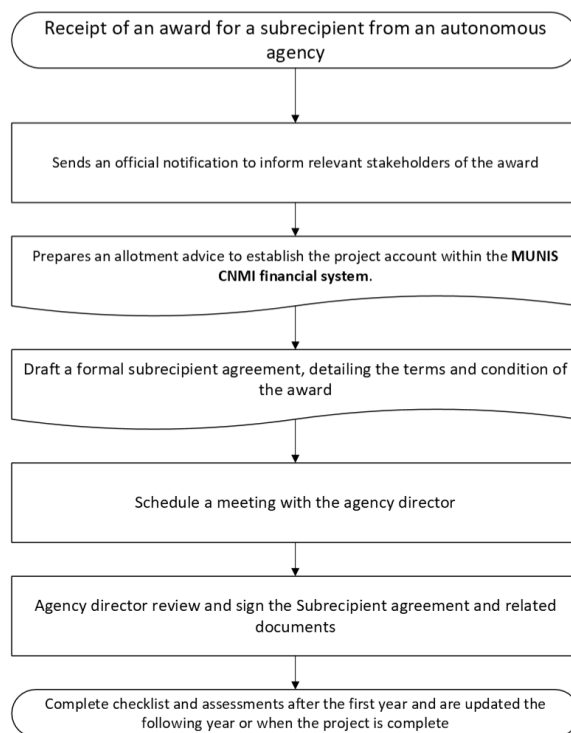 Receipt of an award for a subrecipient from an autonomous
agency
Sends an official notification to inform relevant stakeholders of the award
Prepares an allotment advice to establish the project account within the MUNIS
CNMI financial system.
Draft a formal subrecipient agreement, detailing the terms and condition of
the award
Schedule a meeting with the agency director
Agency director review and sign the Subrecipient agreement and related
documents
Complete checklist and assessments after the first year and are updated the
following year or when the project is complete